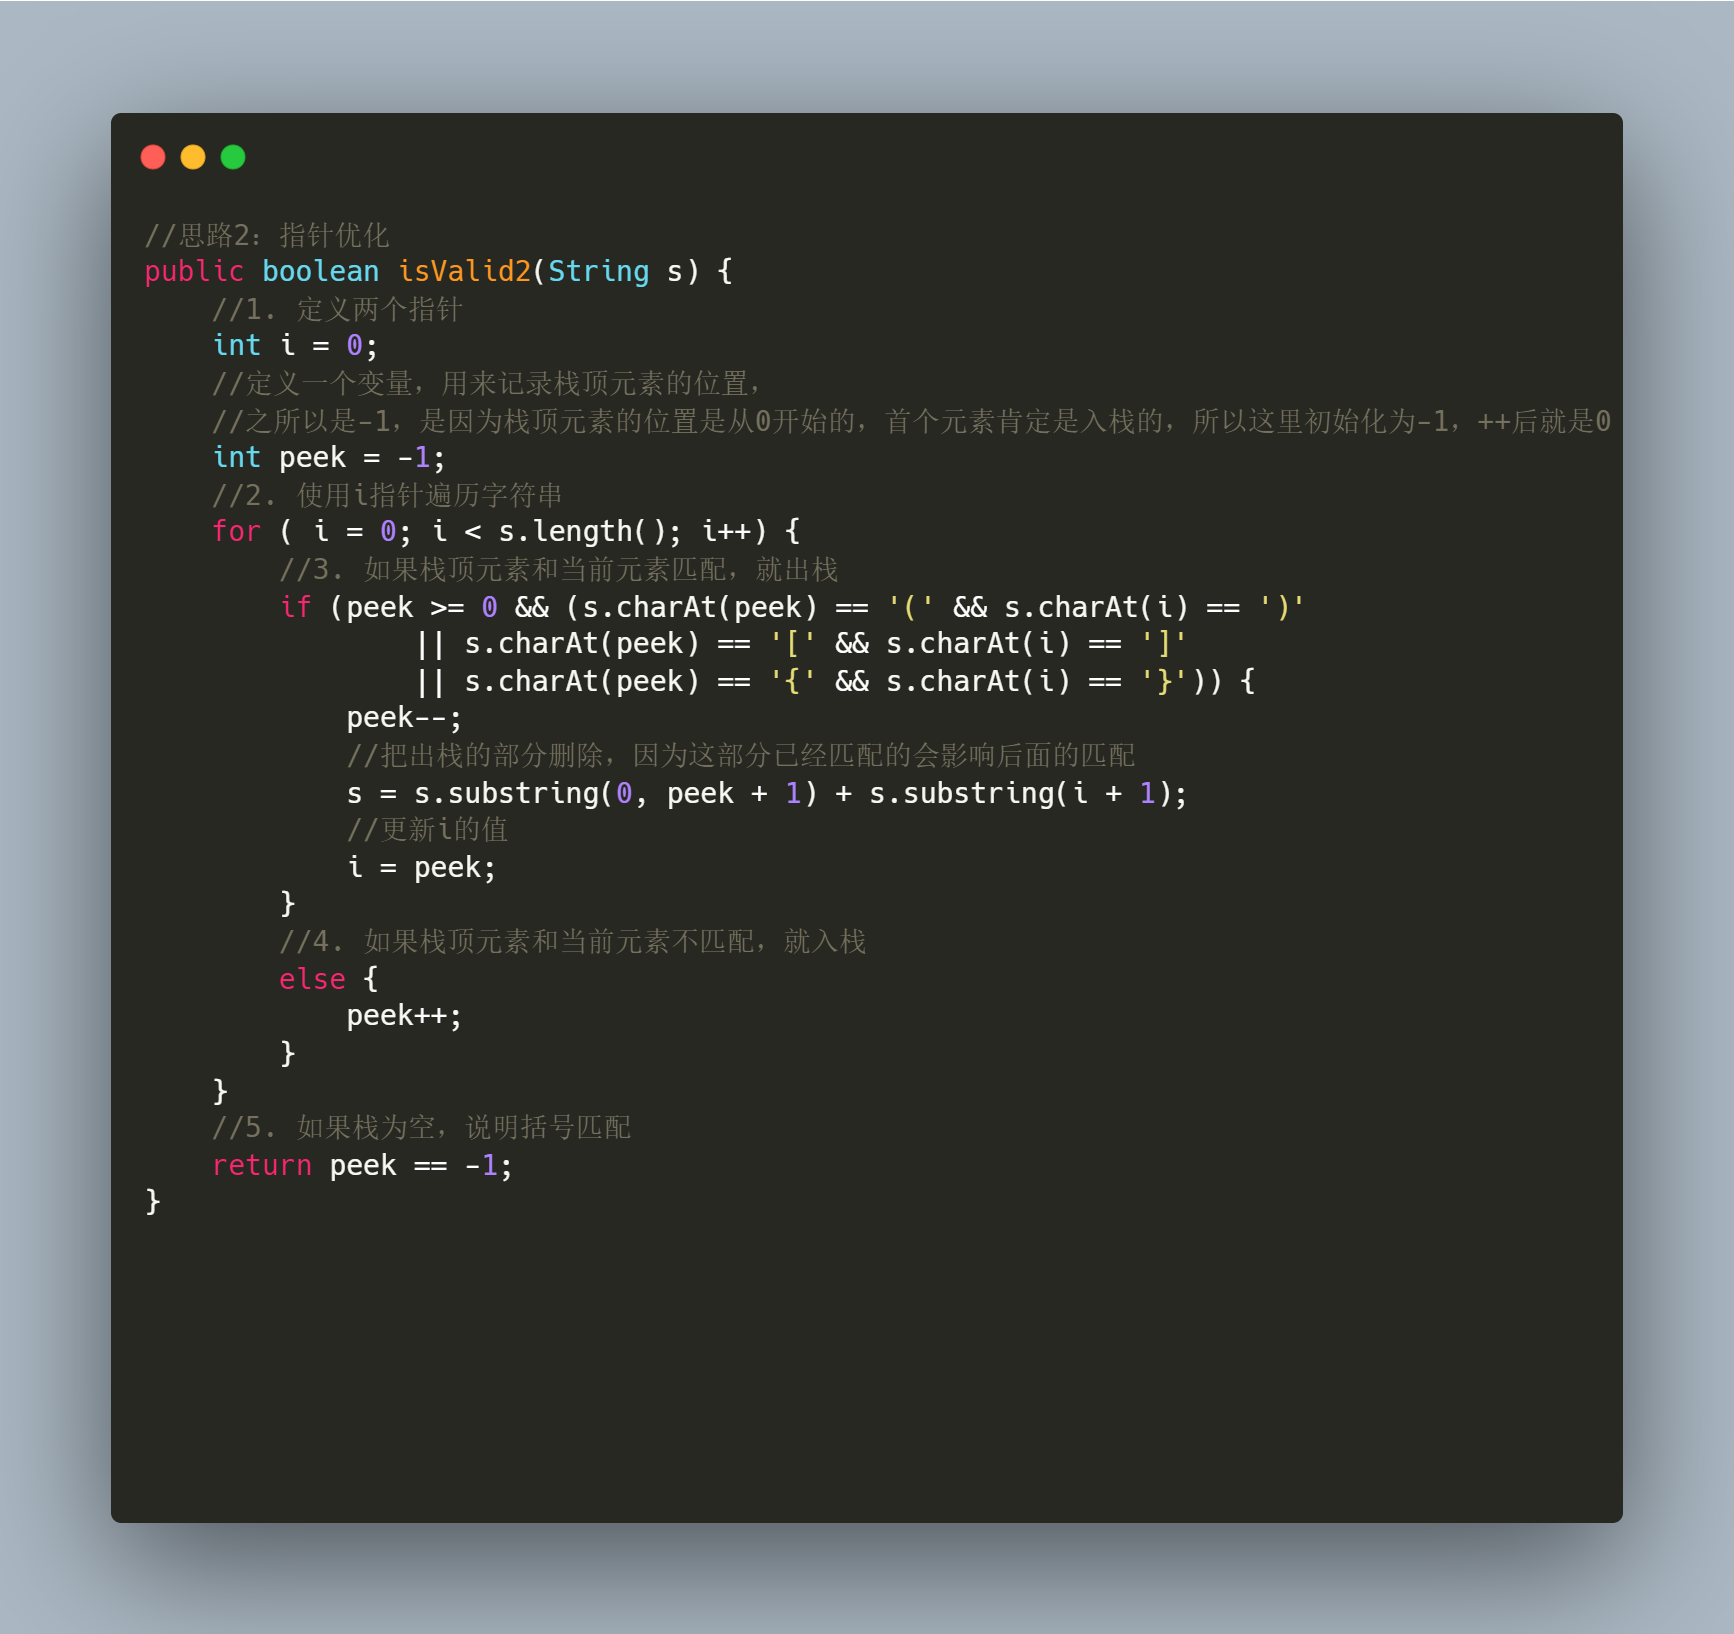 //思路2：指针优化
public boolean isValid2(String s) {
    //1. 定义两个指针
    int i = 0;
    //定义一个变量，用来记录栈顶元素的位置，
    //之所以是-1，是因为栈顶元素的位置是从0开始的，首个元素肯定是入栈的，所以这里初始化为-1，++后就是0
    int peek = -1;
    //2. 使用i指针遍历字符串
    for ( i = 0; i < s.length(); i++) {
        //3. 如果栈顶元素和当前元素匹配，就出栈
        if (peek >= 0 && (s.charAt(peek) == '(' && s.charAt(i) == ')'
                || s.charAt(peek) == '[' && s.charAt(i) == ']'
                || s.charAt(peek) == '{' && s.charAt(i) == '}')) {
            peek--;
            //把出栈的部分删除，因为这部分已经匹配的会影响后面的匹配
            s = s.substring(0, peek + 1) + s.substring(i + 1);
            //更新i的值
            i = peek;
        }
        //4. 如果栈顶元素和当前元素不匹配，就入栈
        else {
            peek++;
        }
    }
    //5. 如果栈为空，说明括号匹配
    return peek == -1;
}